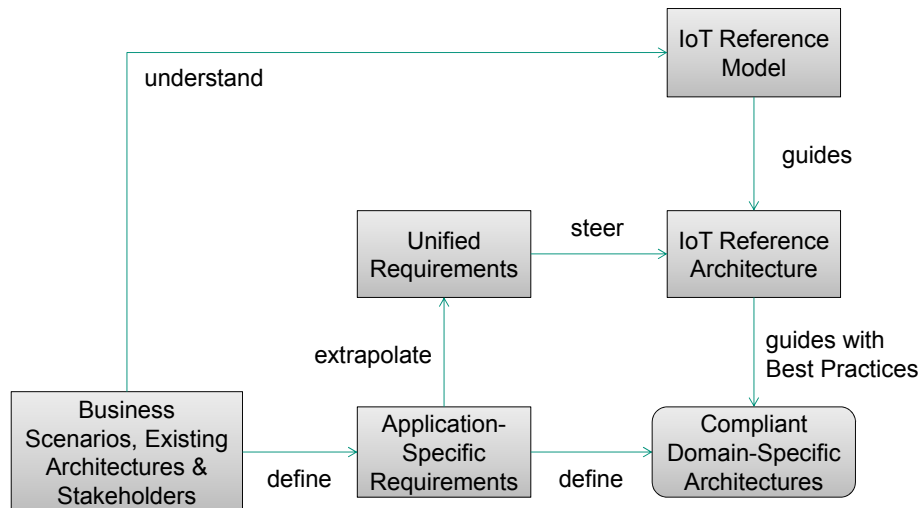 IoT Reference
Model
understand
guides
Unified
Requirements
steer
IoT Reference
Architecture
extrapolate
guides with
Best Practices
Business
Scenarios, Existing
Architectures &
Stakeholders
define
Application-
Specific
Requirements
define
Compliant
Domain-Specific
Architectures